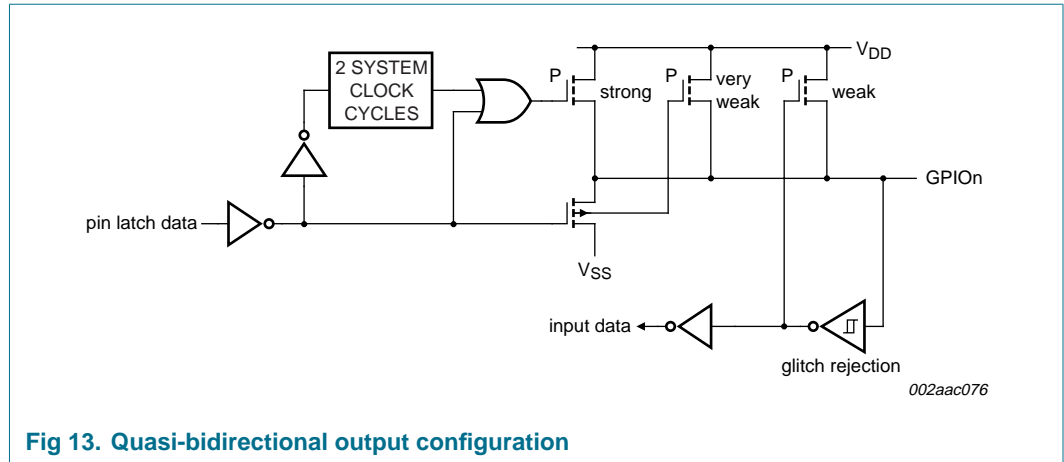 2 SYSTEM
CLOCK
CYCLES
P
strong
P
very
weak
P
weak
VDD
GPIOn
pin latch data
VSS
input data
glitch rejection
002aac076
Fig 13. Quasi-bidirectional output configuration